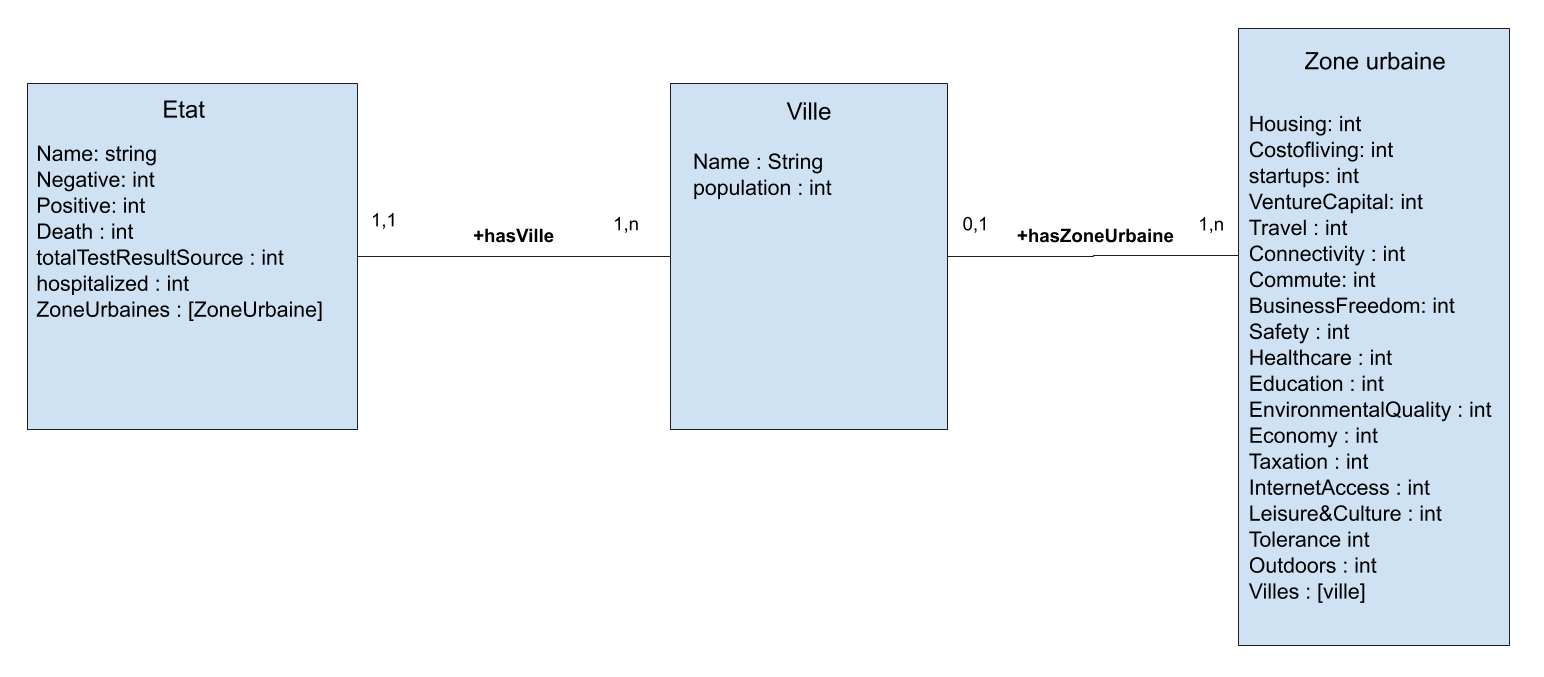 Etat
Name: string
Negative: int
Positive: int
Death : int
totalTestResultSource : int
hospitalized : int
ZoneUrbaines : [ZoneUrbaine]
1,1
+hasVille
1,n
Ville
Name : String
population : int
0,1
+hasZoneUrbaine
1,n
Zone urbaine
Housing: int
Costofliving: int
startups: int
VentureCapital: int
Travel : int
Connectivity : int
Commute: int
BusinessFreedom: int
Safety : int
Healthcare : int
Education : int
EnvironmentalQuality : int
Economy : int
Taxation : int
InternetAccess : int
Leisure&Culture : int
Tolerance int
Outdoors : int
Villes : [ville]